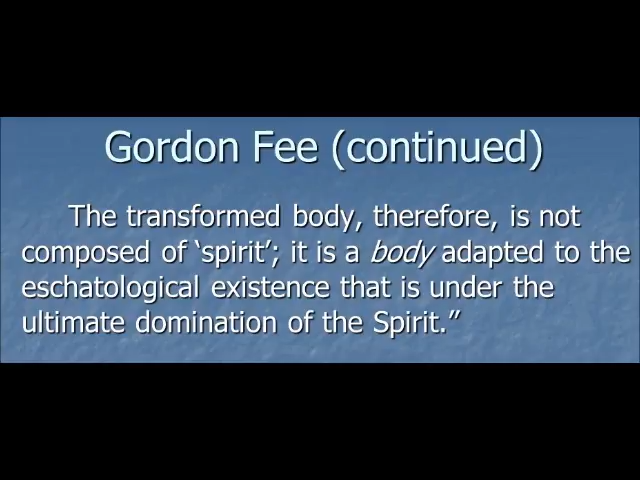 Gordon Fee (continued)
The transformed body, therefore, is not
composed of ‘spirit’; it is a body adapted to the
eschatological existence that is under the
ultimate domination of the Spirit.”